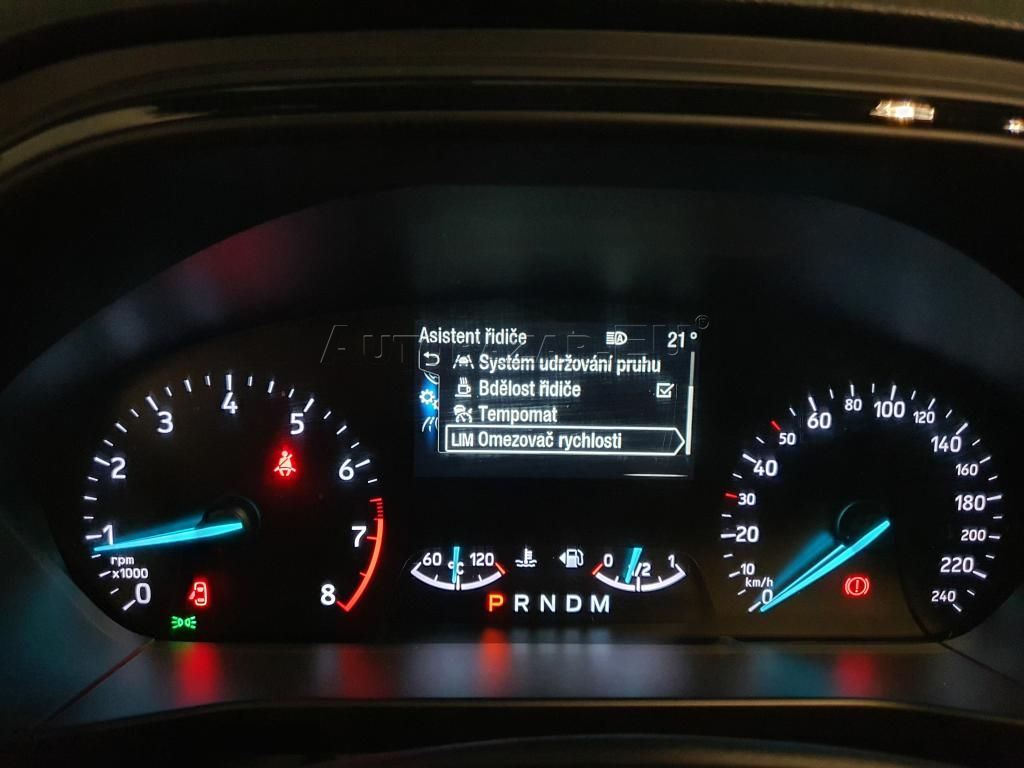 AUTOBAZAR.EU®
Asistent řidiče 21°
Systém udržování pruhu
Bdělost řidiče
Tempomat
LIM Omezovač rychlosti
0
1
2
3
4
5
6
7
8
rpm
x1000
60 °C 120
0 1/2 1
P R N D M
0
10
20
30
40
50
60
80
100
120
140
160
180
200
220
240
km/h